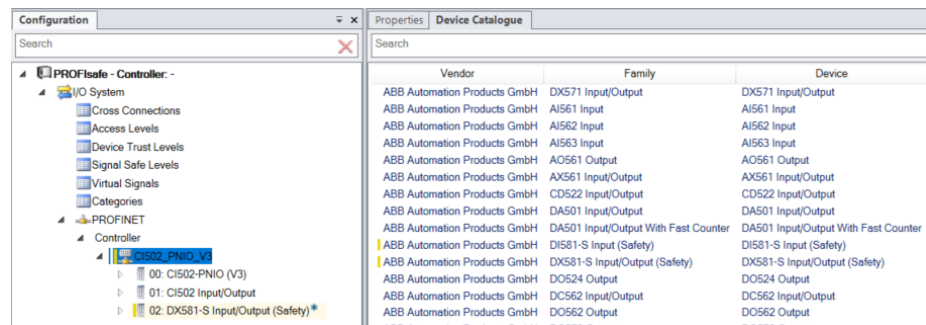 Configuration
Search
PROFIsafe - Controller: -
I/O System
Cross Connections
Access Levels
Device Trust Levels
Signal Safe Levels
Virtual Signals
Categories
PROFINET
Controller
CI502_PNIO_V3
00: CI502-PNIO (V3)
01: CI502 Input/Output
02: DX581-S Input/Output (Safety)*
Properties Device Catalogue
Search
Vendor Family Device
ABB Automation Products GmbH DX571 Input/Output DX571 Input/Output
ABB Automation Products GmbH AI561 Input AI561 Input
ABB Automation Products GmbH AI562 Input AI562 Input
ABB Automation Products GmbH AI563 Input AI563 Input
ABB Automation Products GmbH AO561 Output AO561 Output
ABB Automation Products GmbH AX561 Input/Output AX561 Input/Output
ABB Automation Products GmbH CD522 Input/Output CD522 Input/Output
ABB Automation Products GmbH DA501 Input/Output DA501 Input/Output
ABB Automation Products GmbH DA501 Input/Output With Fast Counter DA501 Input/Output With Fast Counter
ABB Automation Products GmbH DI581-S Input (Safety) DI581-S Input (Safety)
ABB Automation Products GmbH DX581-S Input/Output (Safety) DX581-S Input/Output (Safety)
ABB Automation Products GmbH DO524 Output DO524 Output
ABB Automation Products GmbH DC562 Input/Output DC562 Input/Output
ABB Automation Products GmbH DO562 Output DO562 Output